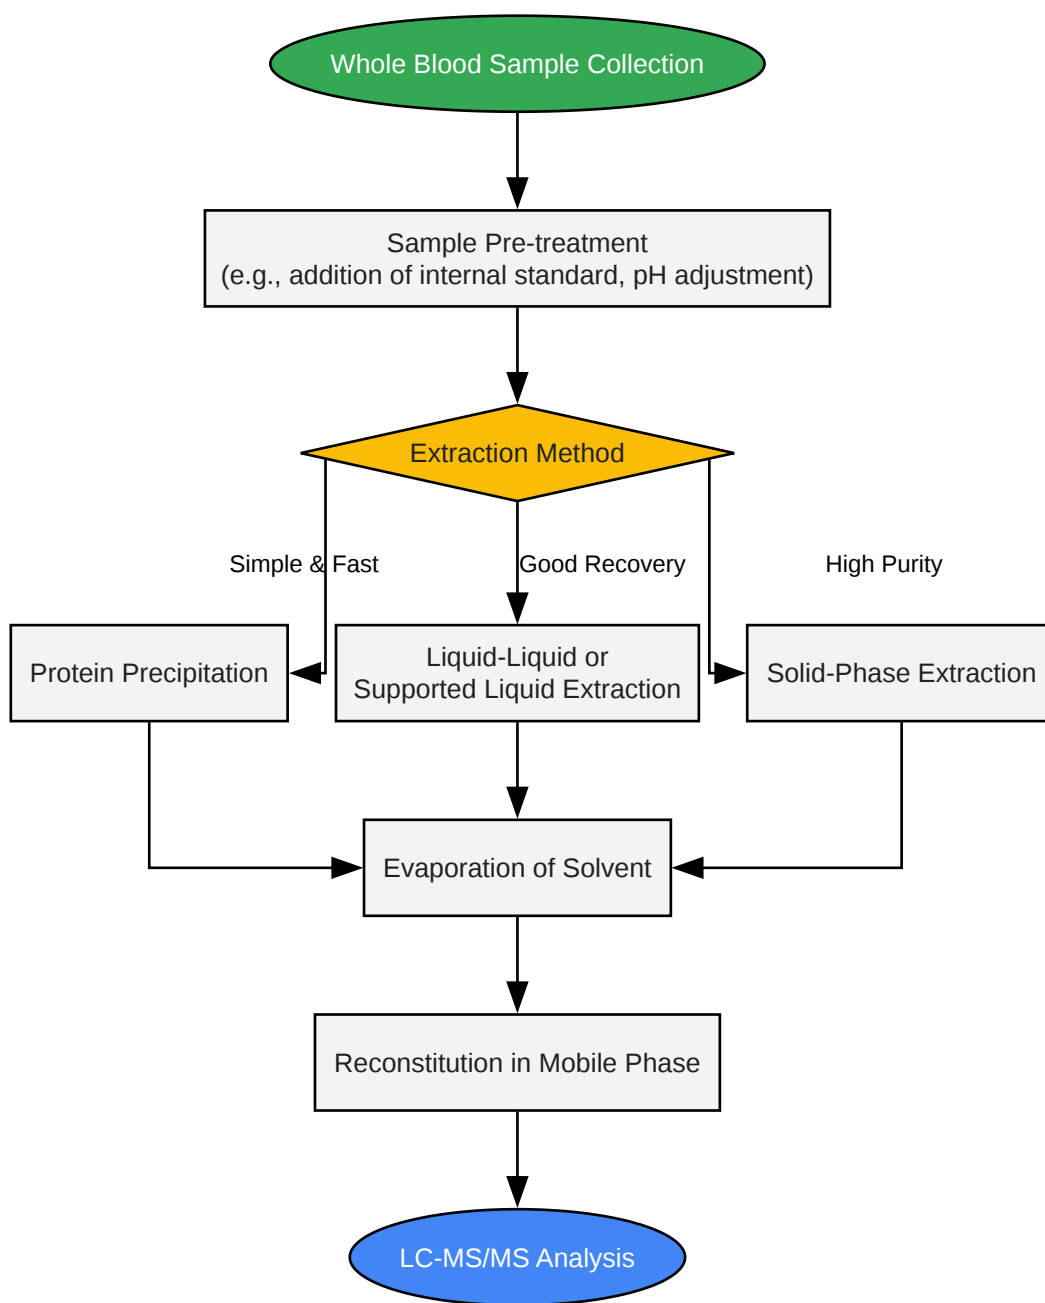 Whole Blood Sample Collection
Sample Pre-treatment
(e.g., addition of internal standard, pH adjustment)
Extraction Method
Simple & Fast
Good Recovery
High Purity
Protein Precipitation
Liquid-Liquid or
Supported Liquid Extraction
Solid-Phase Extraction
Evaporation of Solvent
Reconstitution in Mobile Phase
LC-MS/MS Analysis